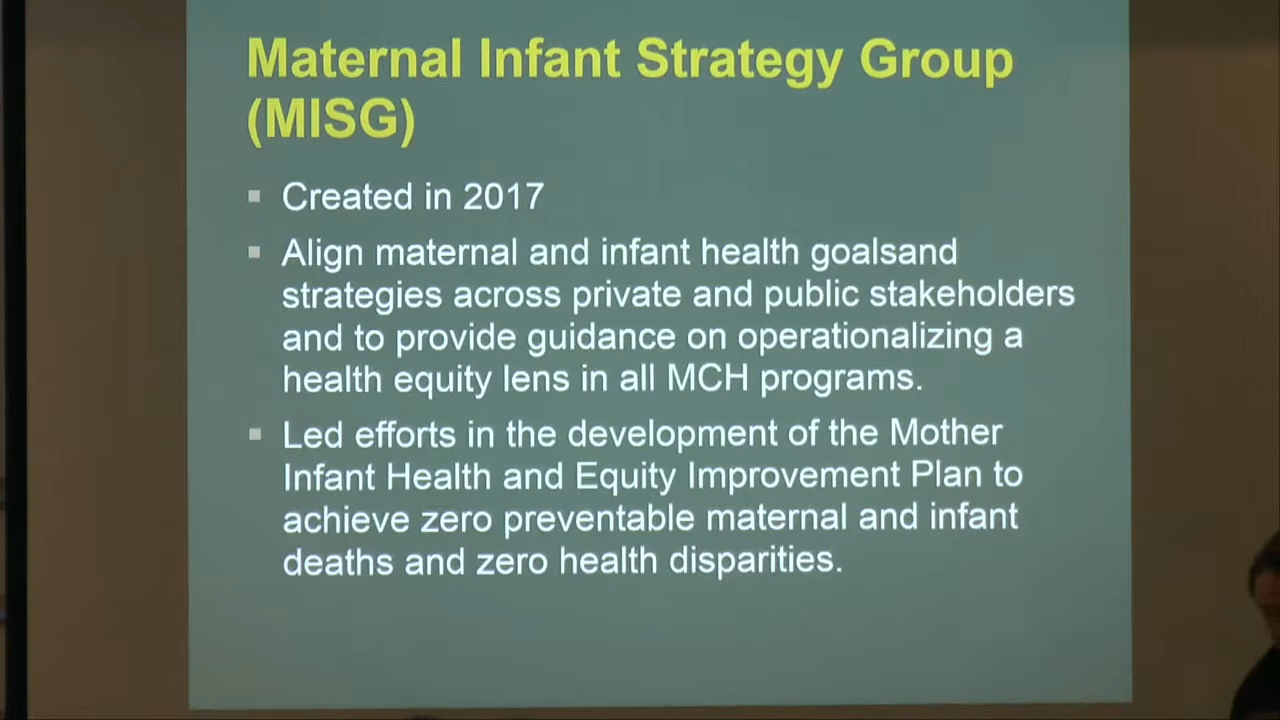 Maternal Infant Strategy Group
(MISG)
▪ Created in 2017
▪ Align maternal and infant health goalsand
strategies across private and public stakeholders
and to provide guidance on operationalizing a
health equity lens in all MCH programs.
▪ Led efforts in the development of the Mother
Infant Health and Equity Improvement Plan to
achieve zero preventable maternal and infant
deaths and zero health disparities.